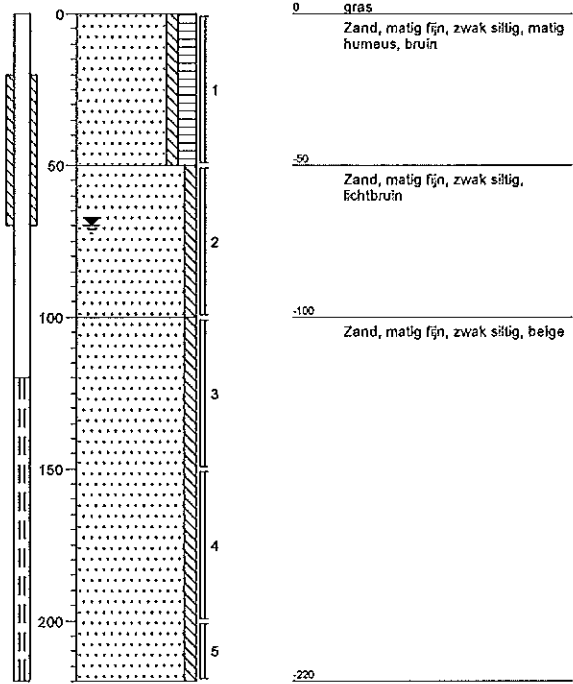 0
1
50
2
100
3
150
4
200
5
0 gras
Zand, matig fijn, zwak siltig, matig
humeus, bruin
-50
Zand, matig fijn, zwak siltig,
lichtbruin
-100
Zand, matig fijn, zwak siltig, beige
-220